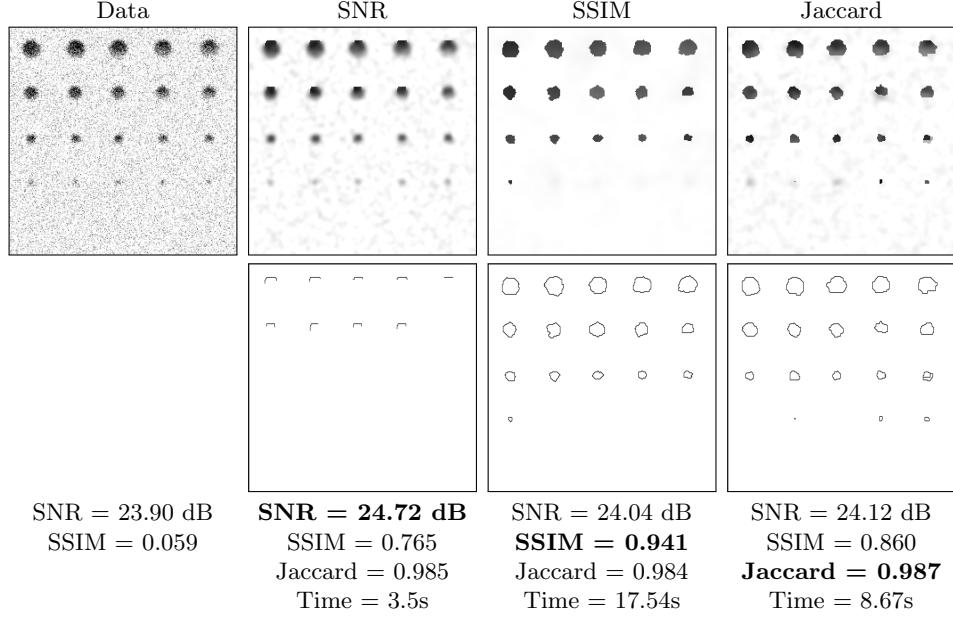 Data SNR SSIM Jaccard
SNR = 23.90 dB SNR = 24.72 dB SNR = 24.04 dB SNR = 24.12 dB
SSIM = 0.059 SSIM = 0.765 SSIM = 0.941 SSIM = 0.860
Jaccard = 0.985 Jaccard = 0.984 Jaccard = 0.987
Time = 3.5s Time = 17.54s Time = 8.67s